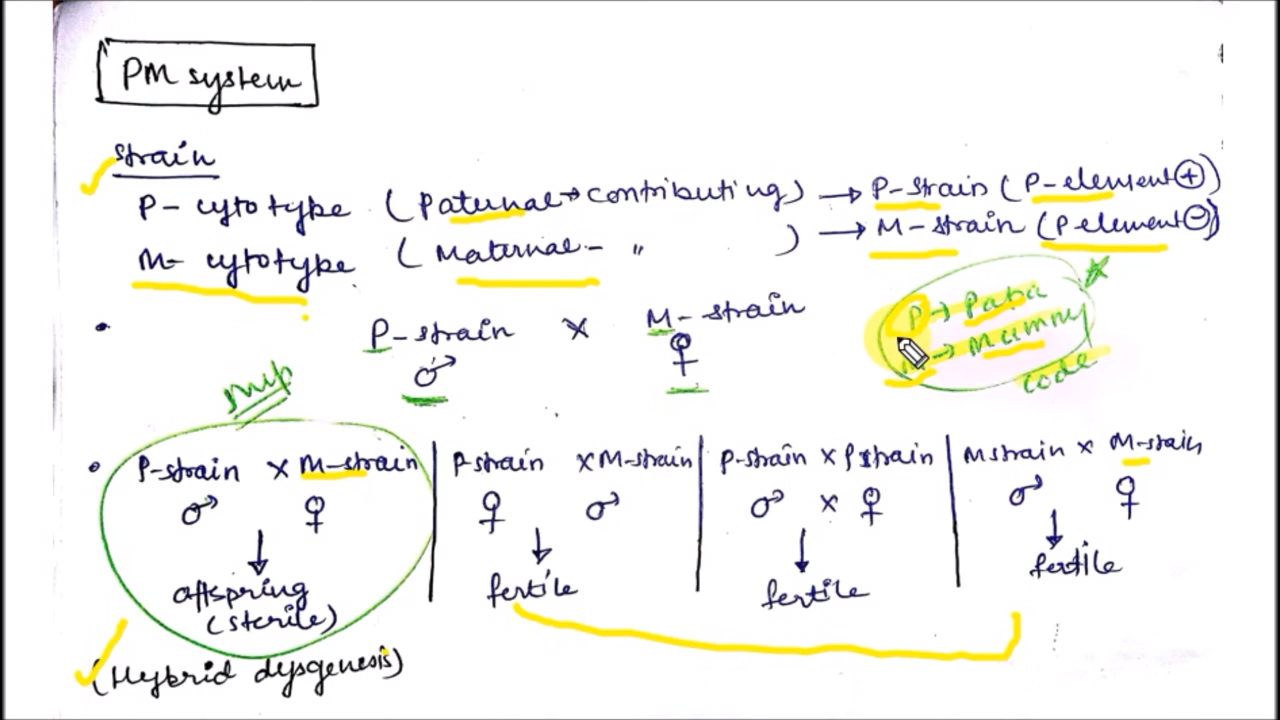 PM system
strain
P- cytotype (Paternal → contributing) → P-strain (P-element ⊕)
M- cytotype (Maternal - " ) → M-strain (P element ⊖)
P → Papa
M → Mummy
code
• P-strain × M-strain
♂ ♀
imp
• P-strain × M-strain | P strain × M-strain | P-strain × P strain | M strain × M-strain
♂ ♀ ♀ ♂ ♂ × ♀ ♂ ♀
↓ ↓ ↓ ↓
offspring fertile fertile fertile
(sterile)
(Hybrid dysgenesis)